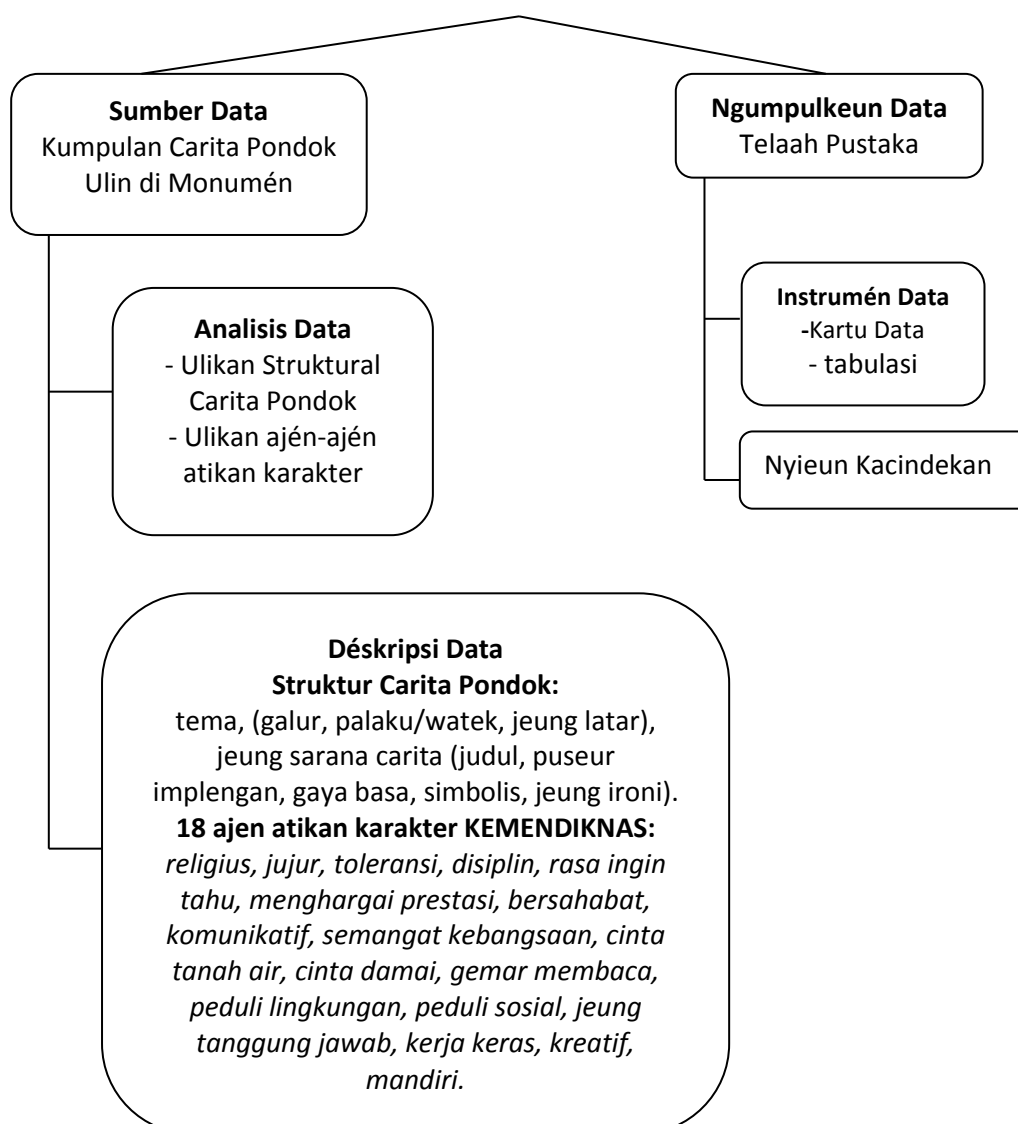 Sumber Data
Kumpulan Carita Pondok
Ulin di Monumén
Ngumpulkeun Data
Telaah Pustaka
Analisis Data
- Ulikan Struktural
Carita Pondok
- Ulikan ajén-ajén
atikan karakter
Instrumén Data
-Kartu Data
- tabulasi
Nyieun Kacindekan
Déskripsi Data
Struktur Carita Pondok:
tema, (galur, palaku/watek, jeung latar),
jeung sarana carita (judul, puseur
implengan, gaya basa, simbolis, jeung ironi).
18 ajen atikan karakter KEMENDIKNAS:
religius, jujur, toleransi, disiplin, rasa ingin
tahu, menghargai prestasi, bersahabat,
komunikatif, semangat kebangsaan, cinta
tanah air, cinta damai, gemar membaca,
peduli lingkungan, peduli sosial, jeung
tanggung jawab, kerja keras, kreatif,
mandiri.